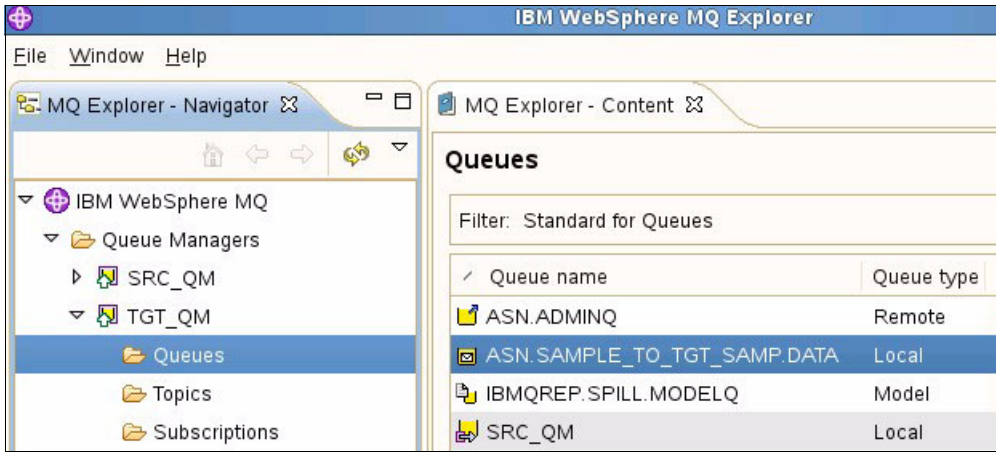 IBM WebSphere MQ Explorer
File Window Help
MQ Explorer - Navigator
IBM WebSphere MQ
Queue Managers
SRC_QM
TGT_QM
Queues
Topics
Subscriptions
MQ Explorer - Content
Queues
Filter: Standard for Queues
Queue name Queue type
ASN.ADMINQ Remote
ASN.SAMPLE_TO_TGT_SAMP.DATA Local
IBMQREP.SPILL.MODELQ Model
SRC_QM Local